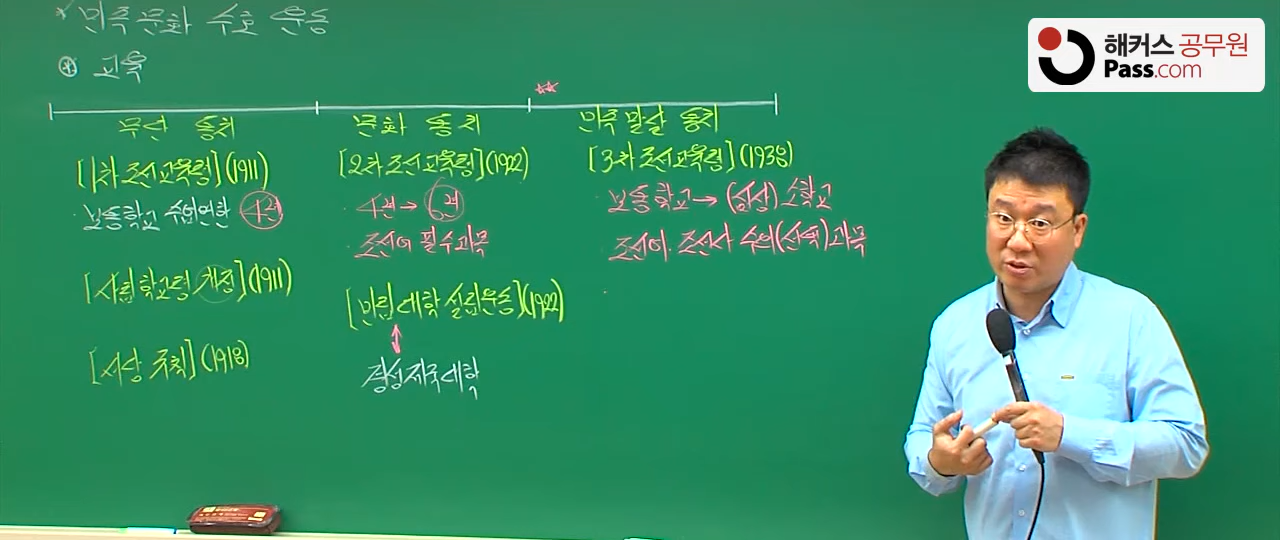 * 민족문화 수호 운동
⊛ 교육
해커스 공무원
Pass.com
☆☆
무단 통치
문화 통치
민족말살 통치
[1차 조선교육령](1911)
보통학교 수업연한 4년
[사립학교령 개정](1911)
[서당 규칙](1918)
[2차 조선교육령](1922)
· 4년 → 6년
· 조선어 필수과목
[민립대학 설립운동](1922)
↕
경성제국대학
[3차 조선교육령](1938)
· 보통학교 → (심상)소학교
· 조선어·조선사 수의(선택)과목